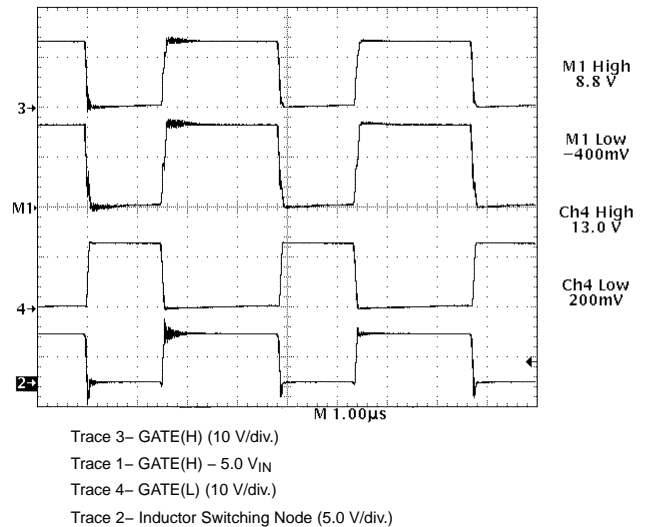 M1 High
8.8 V
3→
M1 Low
−400mV
M1
Ch4 High
13.0 V
Ch4 Low
200mV
4→
2→
M 1.00µs
Trace 3− GATE(H) (10 V/div.)
Trace 1− GATE(H) − 5.0 VIN
Trace 4− GATE(L) (10 V/div.)
Trace 2− Inductor Switching Node (5.0 V/div.)